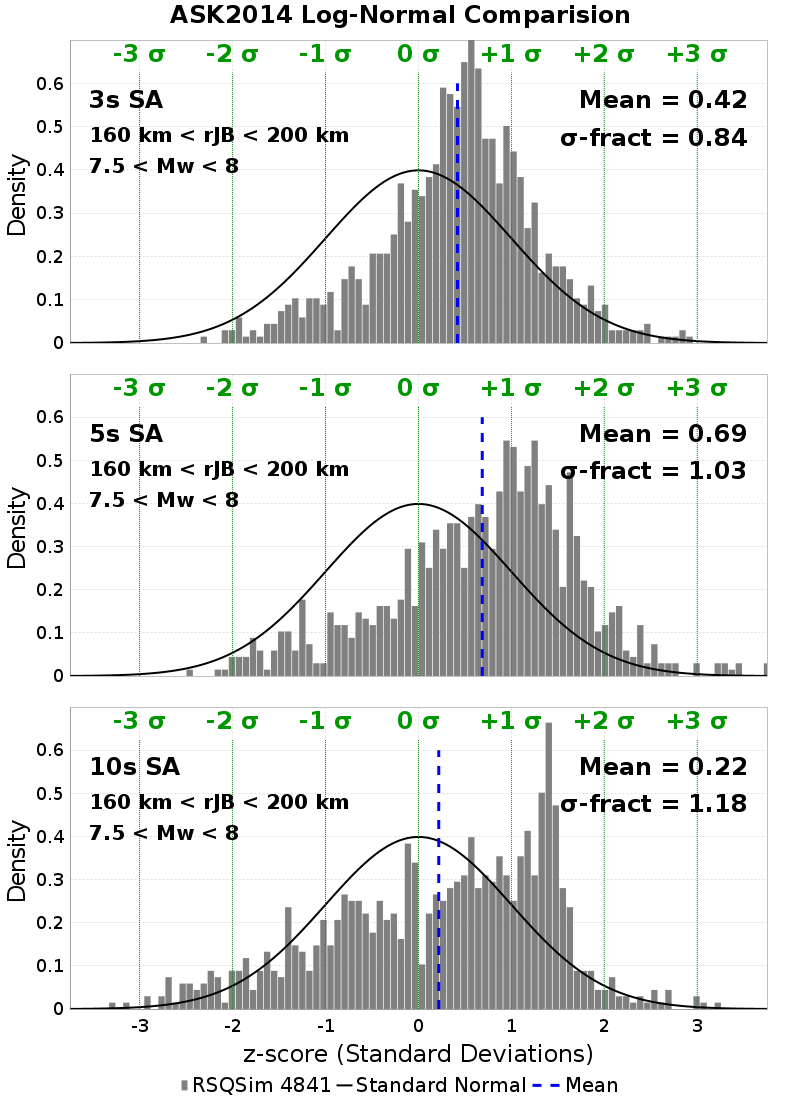 ASK2014 Log-Normal Comparision
-3 σ -2 σ -1 σ 0 σ +1 σ +2 σ +3 σ
3s SA
160 km < rJB < 200 km
7.5 < Mw < 8
Mean = 0.42
σ-fract = 0.84
Density
0.6
0.5
0.4
0.3
0.2
0.1
0
-3 σ -2 σ -1 σ 0 σ +1 σ +2 σ +3 σ
5s SA
160 km < rJB < 200 km
7.5 < Mw < 8
Mean = 0.69
σ-fract = 1.03
Density
0.6
0.5
0.4
0.3
0.2
0.1
0
-3 σ -2 σ -1 σ 0 σ +1 σ +2 σ +3 σ
10s SA
160 km < rJB < 200 km
7.5 < Mw < 8
Mean = 0.22
σ-fract = 1.18
Density
0.6
0.5
0.4
0.3
0.2
0.1
0
-3 -2 -1 0 1 2 3
z-score (Standard Deviations)
RSQSim 4841 Standard Normal Mean